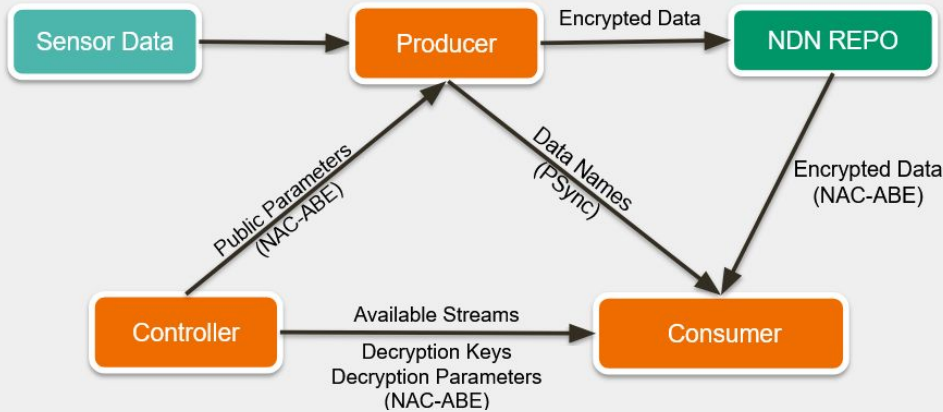 Encrypted Data
Sensor Data
Producer
NDN REPO
Data Names
(PSync)
Public Parameters
(NAC-ABE)
Encrypted Data
(NAC-ABE)
Controller
Available Streams
Decryption Keys
Decryption Parameters
(NAC-ABE)
Consumer